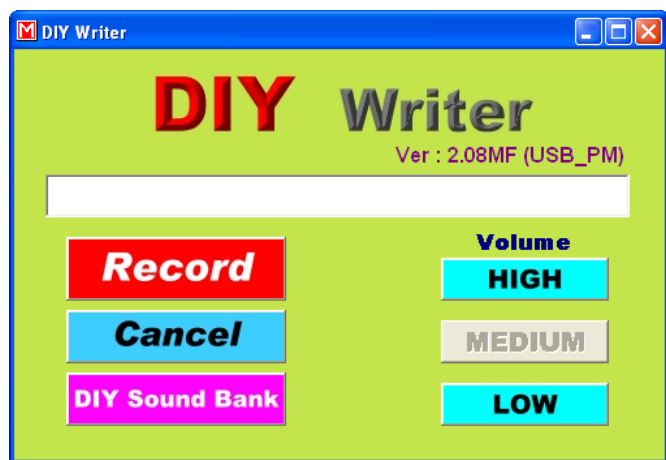 M DIY Writer
DIY Writer
Ver : 2.08MF (USB_PM)
Record
Cancel
DIY Sound Bank
Volume
HIGH
MEDIUM
LOW